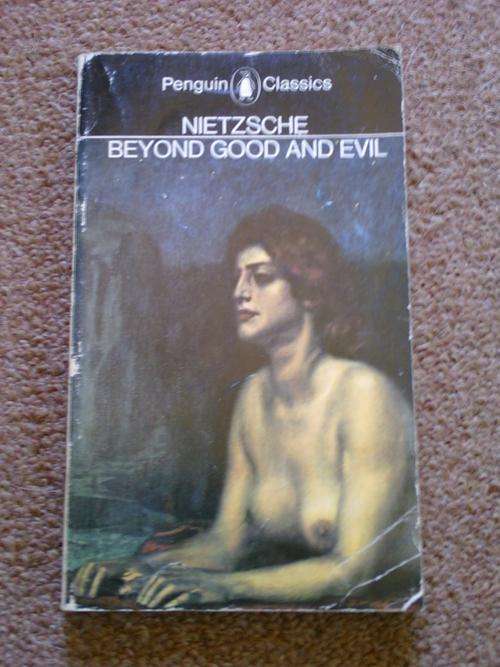 Penguin Classics
NIETZSCHE
BEYOND GOOD AND EVIL